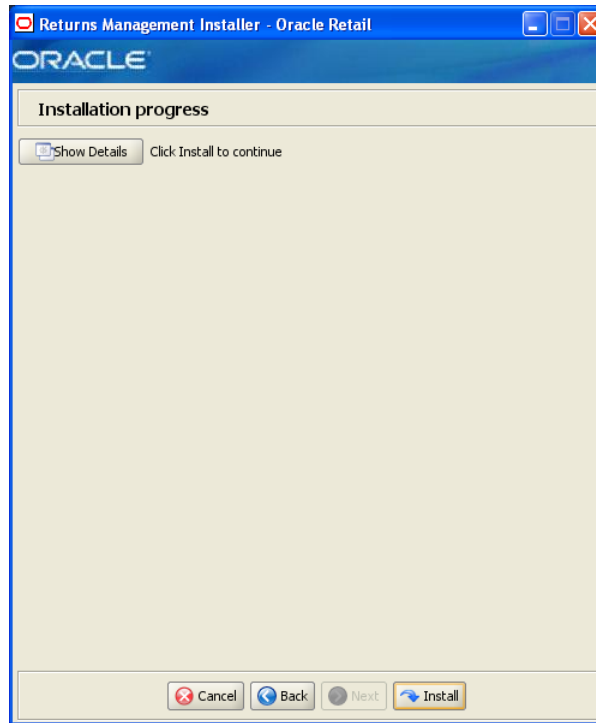 Returns Management Installer - Oracle Retail
ORACLE
Installation progress
Show Details Click Install to continue
Cancel Back Next Install